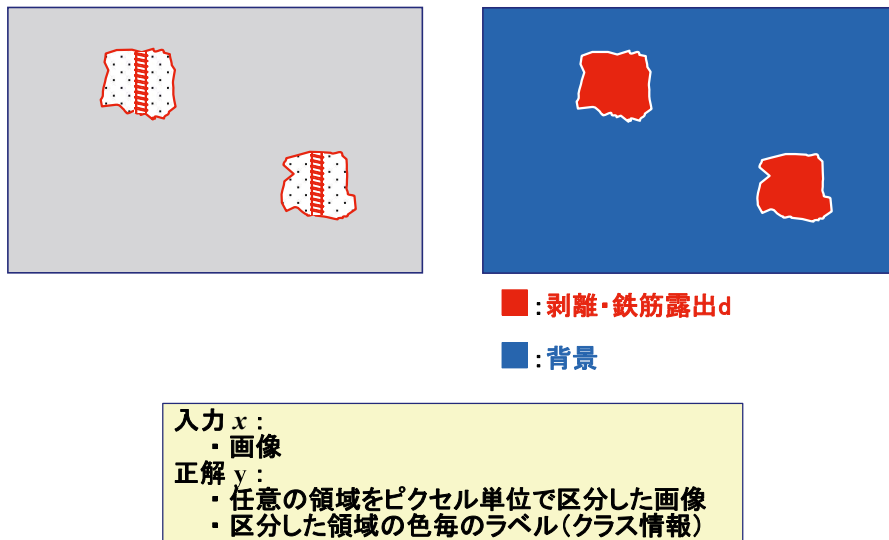 :剥離・鉄筋露出d
:背景
入力 x :
・画像
正解 y :
・任意の領域をピクセル単位で区分した画像
・区分した領域の色毎のラベル（クラス情報）